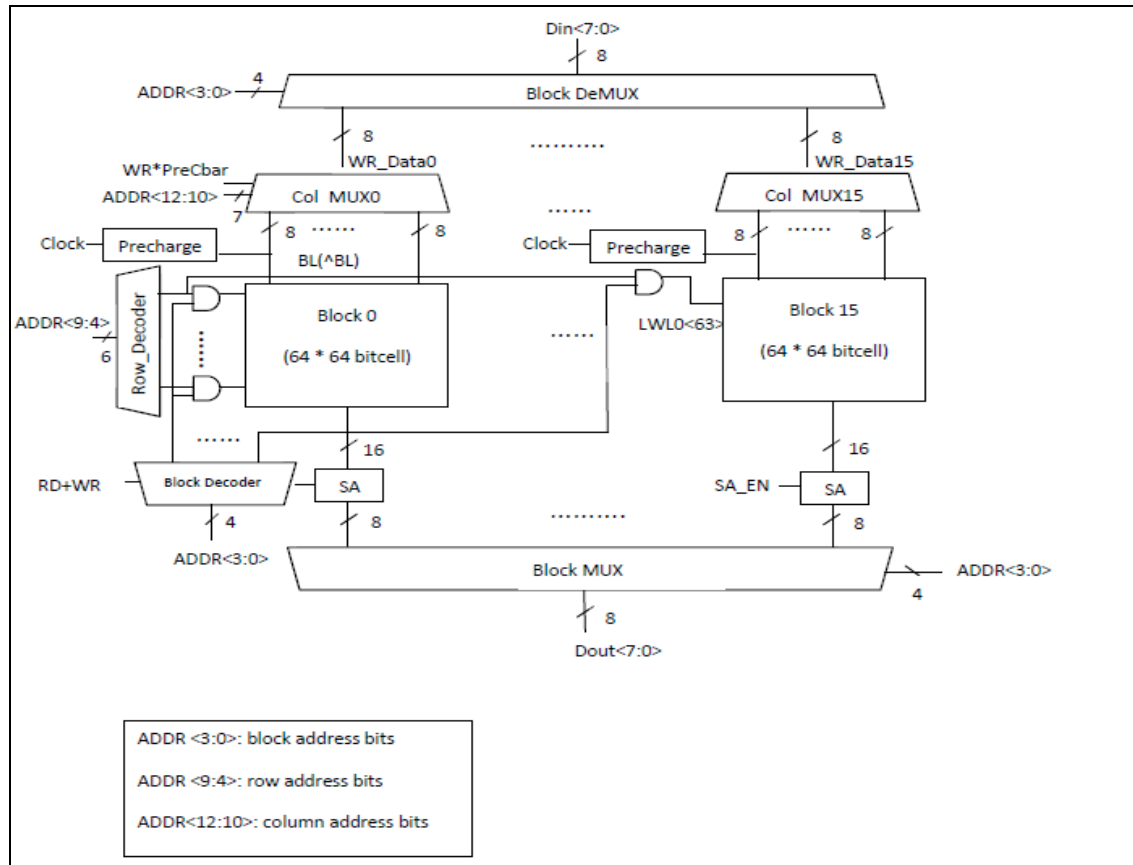 Din<7:0>
8
4
ADDR<3:0>
Block DeMUX
8
8
..........
WR_Data0
WR_Data15
WR*PreCbar
ADDR<12:10>
7
Col MUX0
Col MUX15
......
8
......
8
8
......
8
Clock
Precharge
Clock
Precharge
BL(^BL)
ADDR<9:4>
6
Row_Decoder
......
Block 0
(64 * 64 bitcell)
......
LWL0<63>
Block 15
(64 * 64 bitcell)
......
16
16
RD+WR
Block Decoder
SA
SA_EN
SA
4
8
..........
8
ADDR<3:0>
Block MUX
ADDR<3:0>
4
8
Dout<7:0>
ADDR <3:0>: block address bits
ADDR <9:4>: row address bits
ADDR<12:10>: column address bits